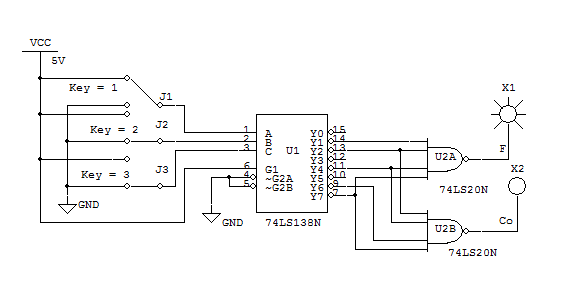 VCC
5V
X1
Key = 1
J1
Key = 2
J2
Key = 3
J3
GND
1
2
3
6
4
5
A
B
C
G1
~G2A
~G2B
U1
Y0
Y1
Y2
Y3
Y4
Y5
Y6
Y7
15
14
13
12
11
10
9
7
74LS138N
GND
U2A
F
74LS20N
X2
U2B
Co
74LS20N